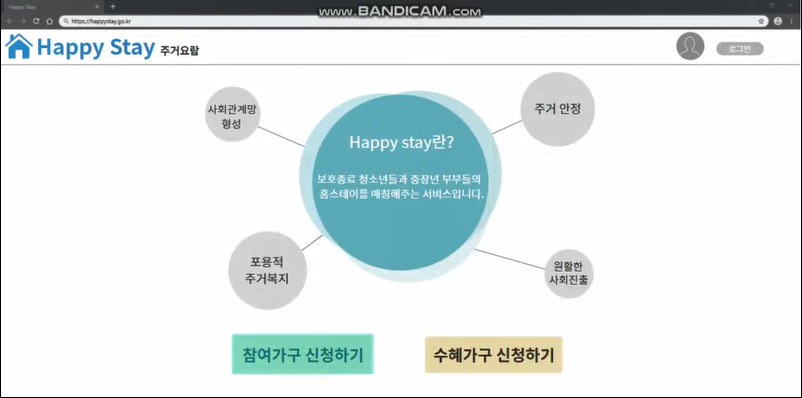 Happy Stay
WWW.BANDICAM.COM
https://happystay.go.kr
Happy Stay 주거요람
로그인
사회관계망
형성
주거 안정
Happy stay란?
보호종료 청소년들과 중장년 부부들의
홈스테이를 매칭해주는 서비스입니다.
포용적
주거복지
원활한
사회진출
참여가구 신청하기
수혜가구 신청하기